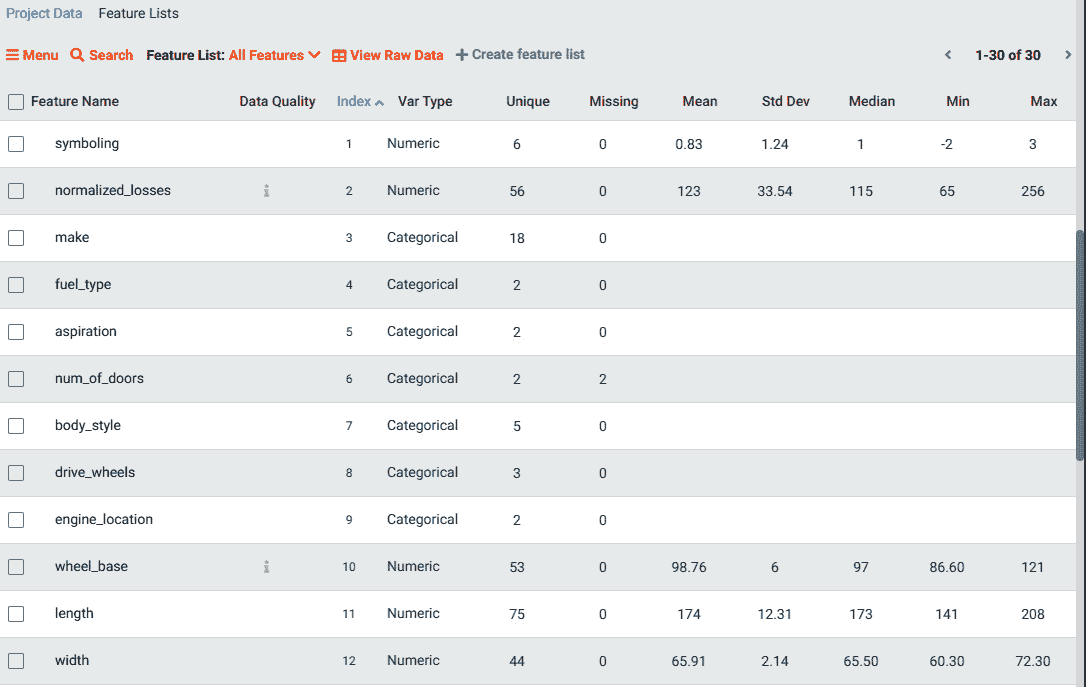 Project Data Feature Lists
Menu Search Feature List: All Features View Raw Data Create feature list 1-30 of 30
Feature Name Data Quality Index Var Type Unique Missing Mean Std Dev Median Min Max
symboling 1 Numeric 6 0 0.83 1.24 1 -2 3
normalized_losses i 2 Numeric 56 0 123 33.54 115 65 256
make 3 Categorical 18 0
fuel_type 4 Categorical 2 0
aspiration 5 Categorical 2 0
num_of_doors 6 Categorical 2 2
body_style 7 Categorical 5 0
drive_wheels 8 Categorical 3 0
engine_location 9 Categorical 2 0
wheel_base i 10 Numeric 53 0 98.76 6 97 86.60 121
length 11 Numeric 75 0 174 12.31 173 141 208
width 12 Numeric 44 0 65.91 2.14 65.50 60.30 72.30